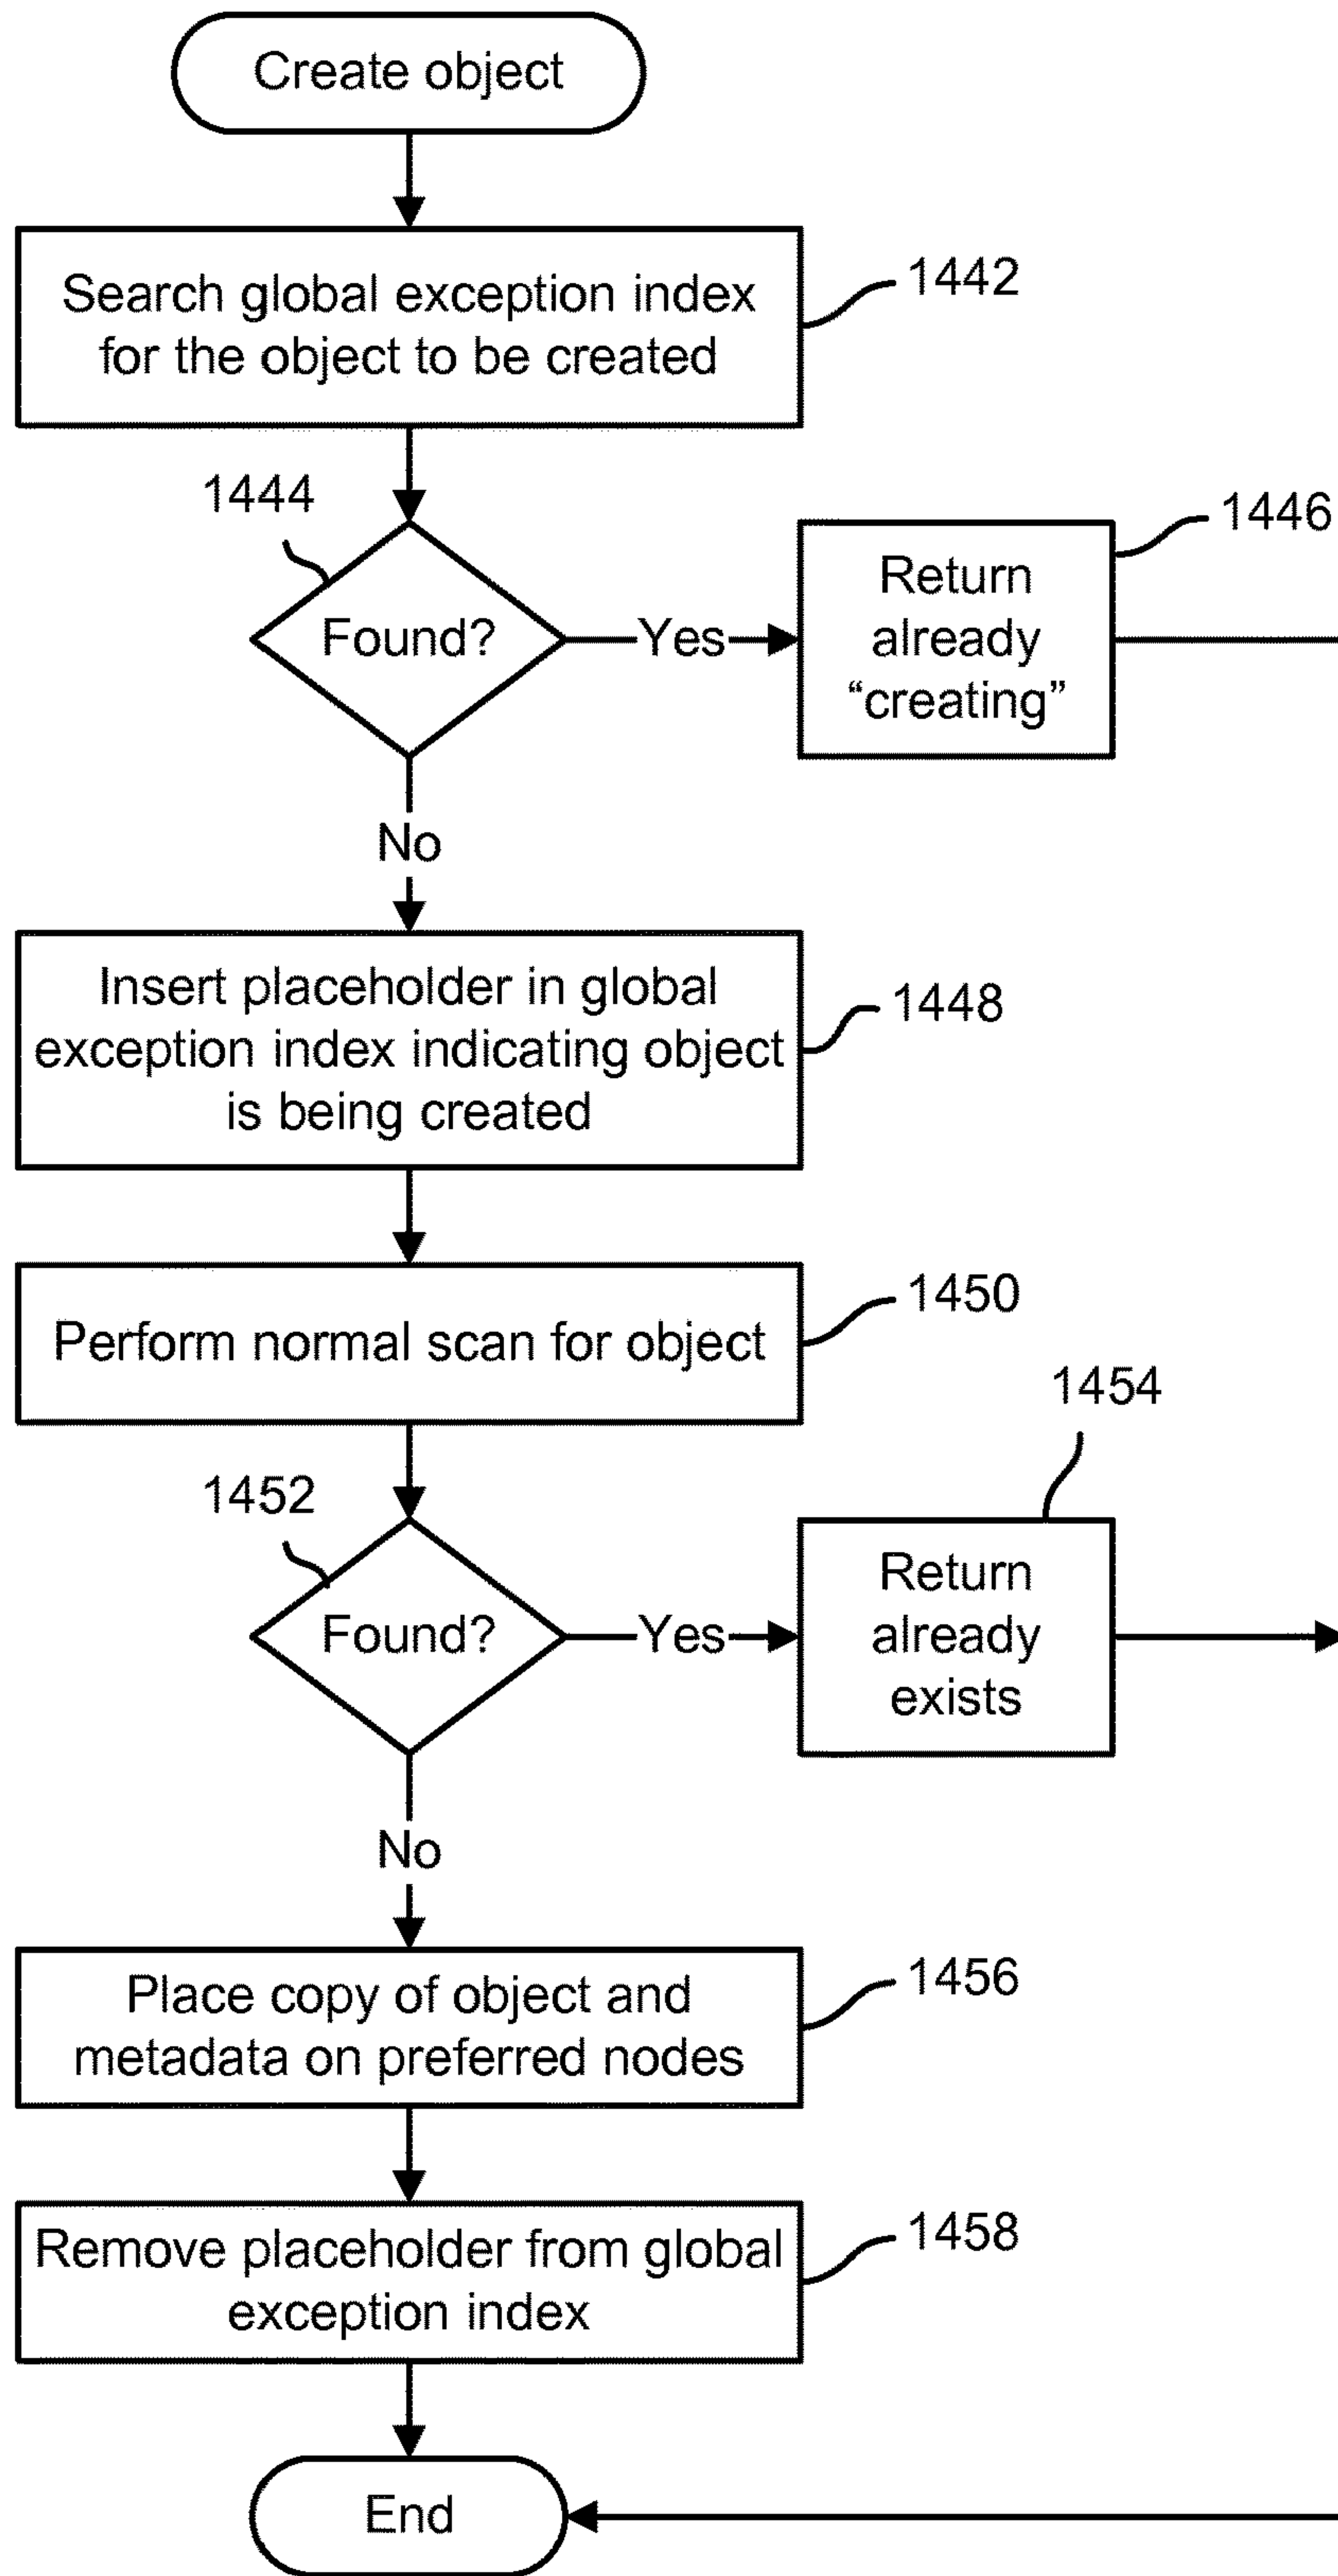 Create object
Search global exception index
for the object to be created
1442
1444
Found?
Yes
Return
already
“creating”
1446
No
Insert placeholder in global
exception index indicating object
is being created
1448
Perform normal scan for object
1450
1452
Found?
Yes
1454
Return
already
exists
No
Place copy of object and
metadata on preferred nodes
1456
Remove placeholder from global
exception index
1458
End